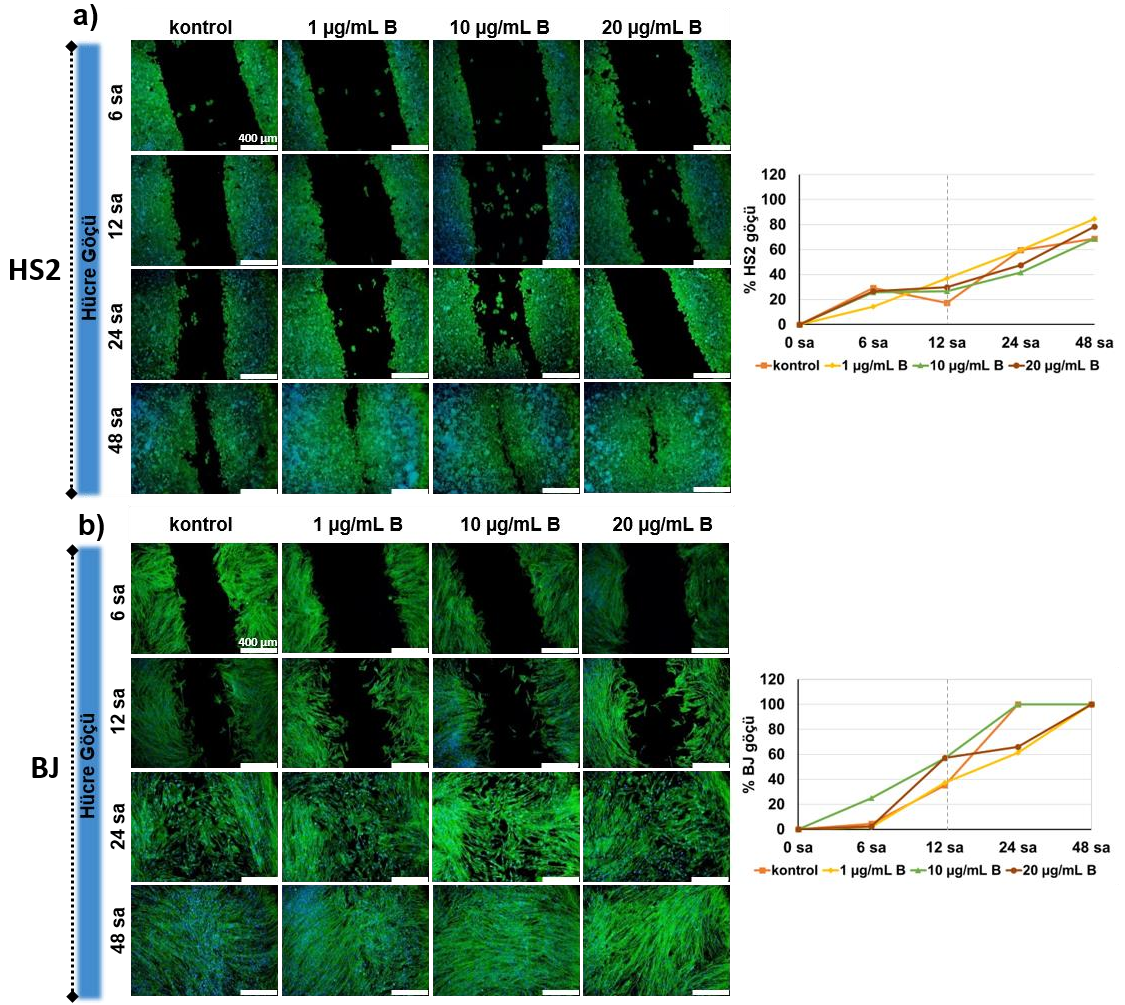 a)
kontrol 1 µg/mL B 10 µg/mL B 20 µg/mL B
HS2
Hücre Göçü
6 sa
400 µm
12 sa
24 sa
48 sa
% HS2 göçü
120
100
80
60
40
20
0
0 sa 6 sa 12 sa 24 sa 48 sa
kontrol 1 µg/mL B 10 µg/mL B 20 µg/mL B
b)
kontrol 1 µg/mL B 10 µg/mL B 20 µg/mL B
BJ
Hücre Göçü
6 sa
400 µm
12 sa
24 sa
48 sa
% BJ göçü
120
100
80
60
40
20
0
0 sa 6 sa 12 sa 24 sa 48 sa
kontrol 1 µg/mL B 10 µg/mL B 20 µg/mL B